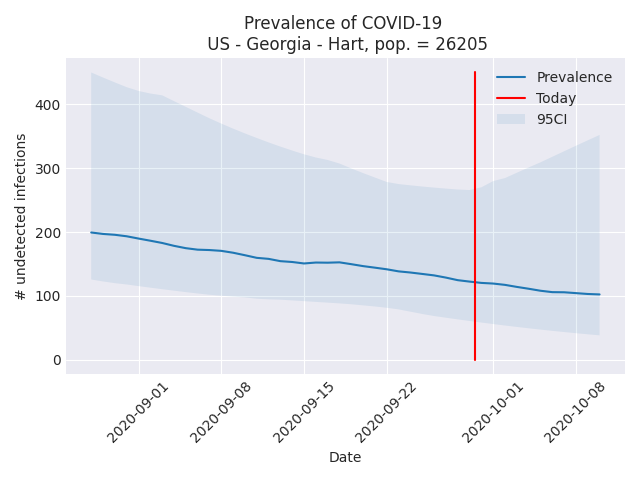 Prevalence of COVID-19
US - Georgia - Hart, pop. = 26205
Prevalence
Today
95CI
# undetected infections
400
300
200
100
0
2020-09-01
2020-09-08
2020-09-15
2020-09-22
2020-10-01
2020-10-08
Date